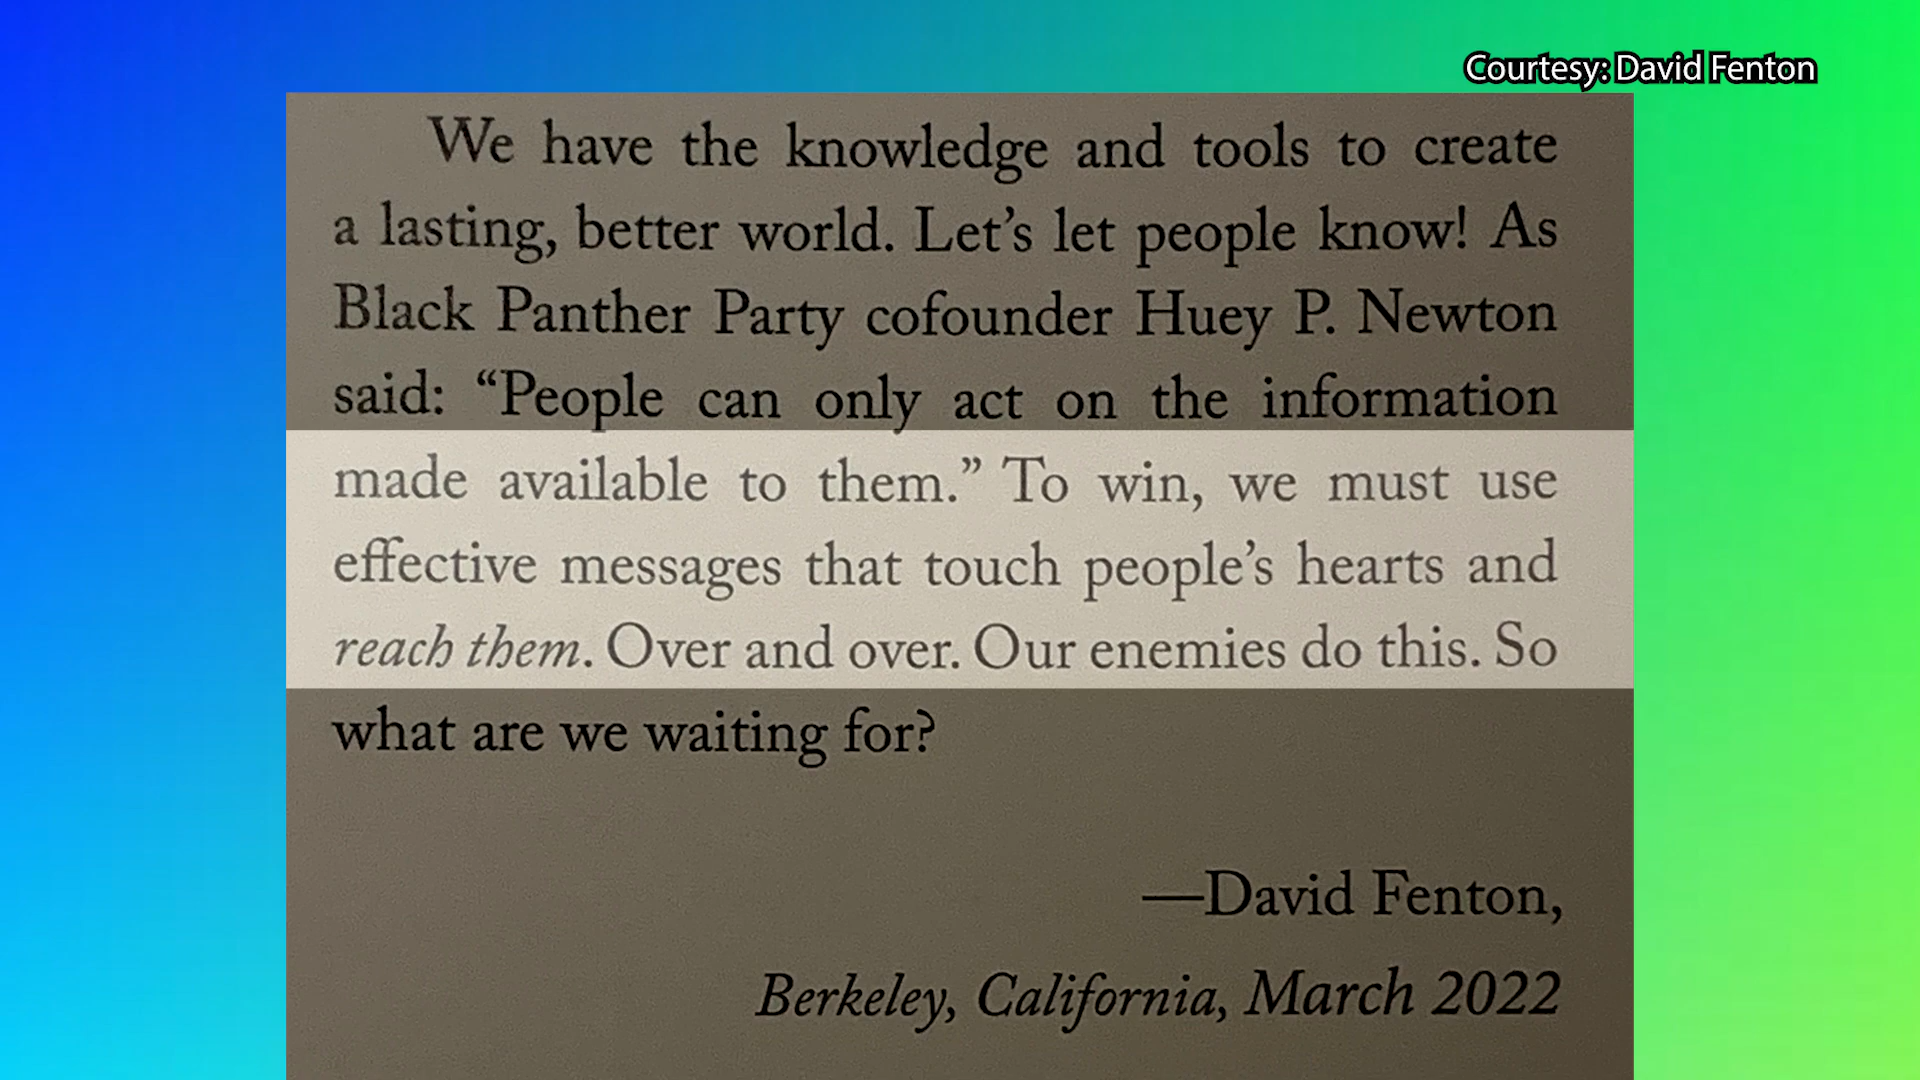 Courtesy: David Fenton
We have the knowledge and tools to create
a lasting, better world. Let’s let people know! As
Black Panther Party cofounder Huey P. Newton
said: “People can only act on the information
made available to them.” To win, we must use
effective messages that touch people’s hearts and
reach them. Over and over. Our enemies do this. So
what are we waiting for?
—David Fenton,
Berkeley, California, March 2022